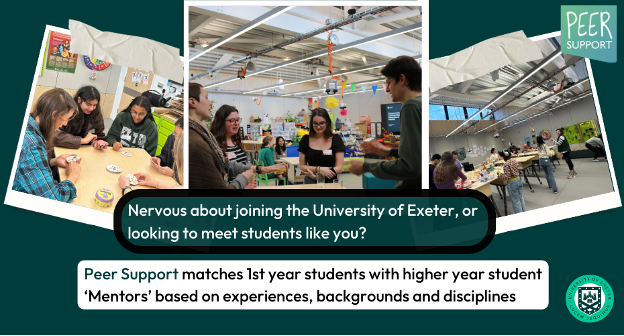 PEER
SUPPORT
Nervous about joining the University of Exeter, or
looking to meet students like you?
Peer Support matches 1st year students with higher year student
‘Mentors’ based on experiences, backgrounds and disciplines